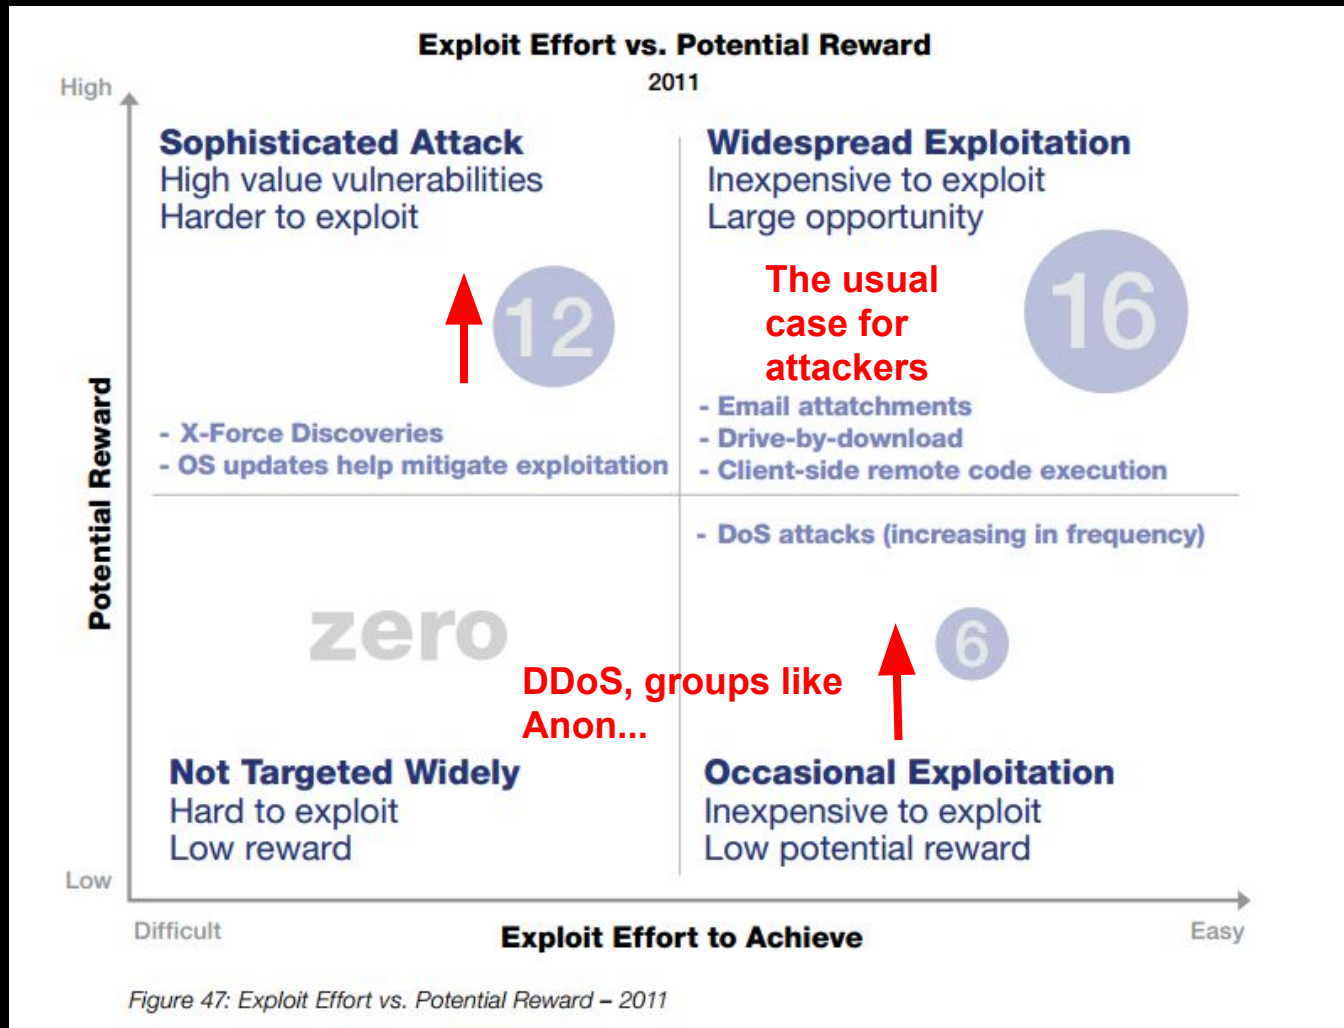 Exploit Effort vs. Potential Reward
2011
High
Sophisticated Attack
High value vulnerabilities
Harder to exploit
12
- X-Force Discoveries
- OS updates help mitigate exploitation
Widespread Exploitation
Inexpensive to exploit
Large opportunity
The usual
case for
attackers
16
- Email attatchments
- Drive-by-download
- Client-side remote code execution
Potential Reward
zero
DDoS, groups like
Anon...
Not Targeted Widely
Hard to exploit
Low reward
- DoS attacks (increasing in frequency)
6
Occasional Exploitation
Inexpensive to exploit
Low potential reward
Low
Difficult
Exploit Effort to Achieve
Easy
Figure 47: Exploit Effort vs. Potential Reward – 2011